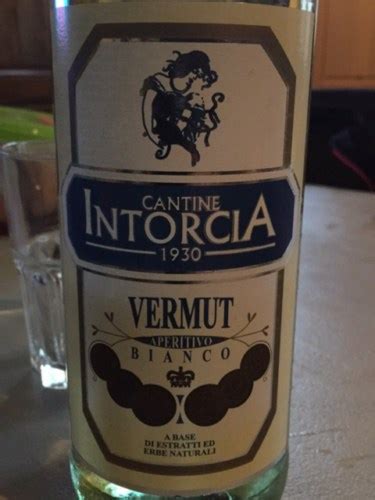 CANTINE
INTORCIA
1930
VERMUT
APERITIVO
BIANCO
A BASE
DI ESTRATTI ED
ERBE NATURALI